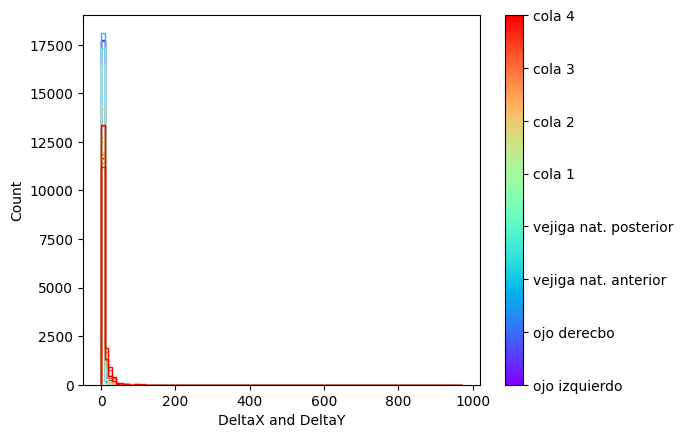 17500
15000
12500
10000
7500
5000
2500
0
Count
0 200 400 600 800 1000
DeltaX and DeltaY
cola 4
cola 3
cola 2
cola 1
vejiga nat. posterior
vejiga nat. anterior
ojo derecbo
ojo izquierdo